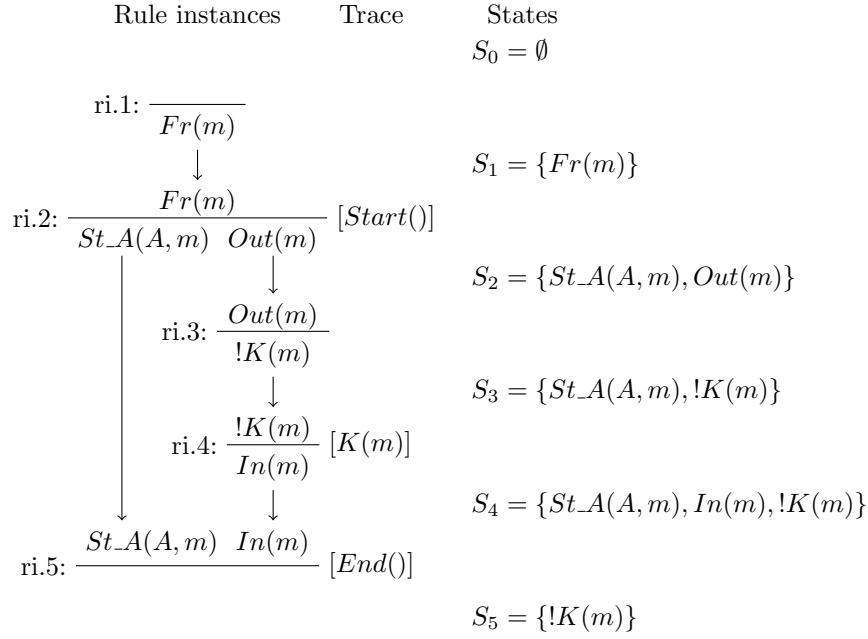 Rule instances Trace States
S_0 = ∅
ri.1:
Fr(m)
S_1 = {Fr(m)}
Fr(m)
ri.2: [Start()]
St_A(A, m) Out(m)
S_2 = {St_A(A, m), Out(m)}
Out(m)
ri.3:
!K(m)
S_3 = {St_A(A, m), !K(m)}
!K(m)
ri.4: [K(m)]
In(m)
S_4 = {St_A(A, m), In(m), !K(m)}
St_A(A, m) In(m)
ri.5: [End()]
S_5 = {!K(m)}